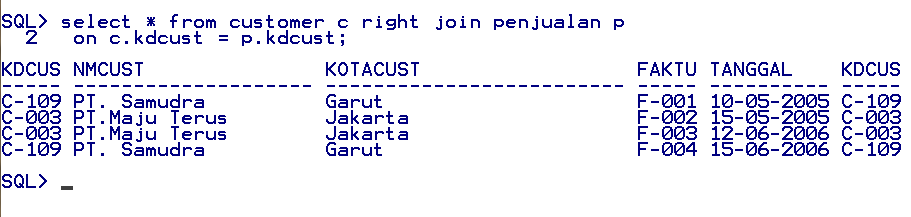 SQL> select * from customer c right join penjualan p
  2   on c.kdcust = p.kdcust;
KDCUS NMCUST               KOTACUST                  FAKTU TANGGAL    KDCUS
----- -------------------- ------------------------- ----- ---------- -----
C-109 PT. Samudra          Garut                     F-001 10-05-2005 C-109
C-003 PT.Maju Terus        Jakarta                   F-002 15-05-2005 C-003
C-003 PT.Maju Terus        Jakarta                   F-003 12-06-2006 C-003
C-109 PT. Samudra          Garut                     F-004 15-06-2006 C-109
SQL> _